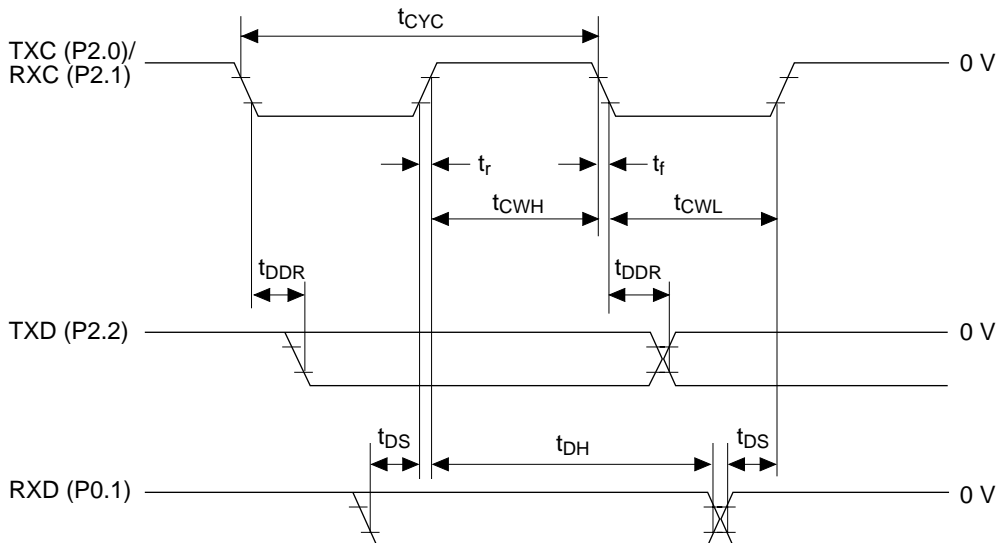 tCYC
TXC (P2.0)/
RXC (P2.1)
0 V
tr
tf
tCWH
tCWL
tDDR
tDDR
TXD (P2.2)
0 V
tDS
tDH
tDS
RXD (P0.1)
0 V